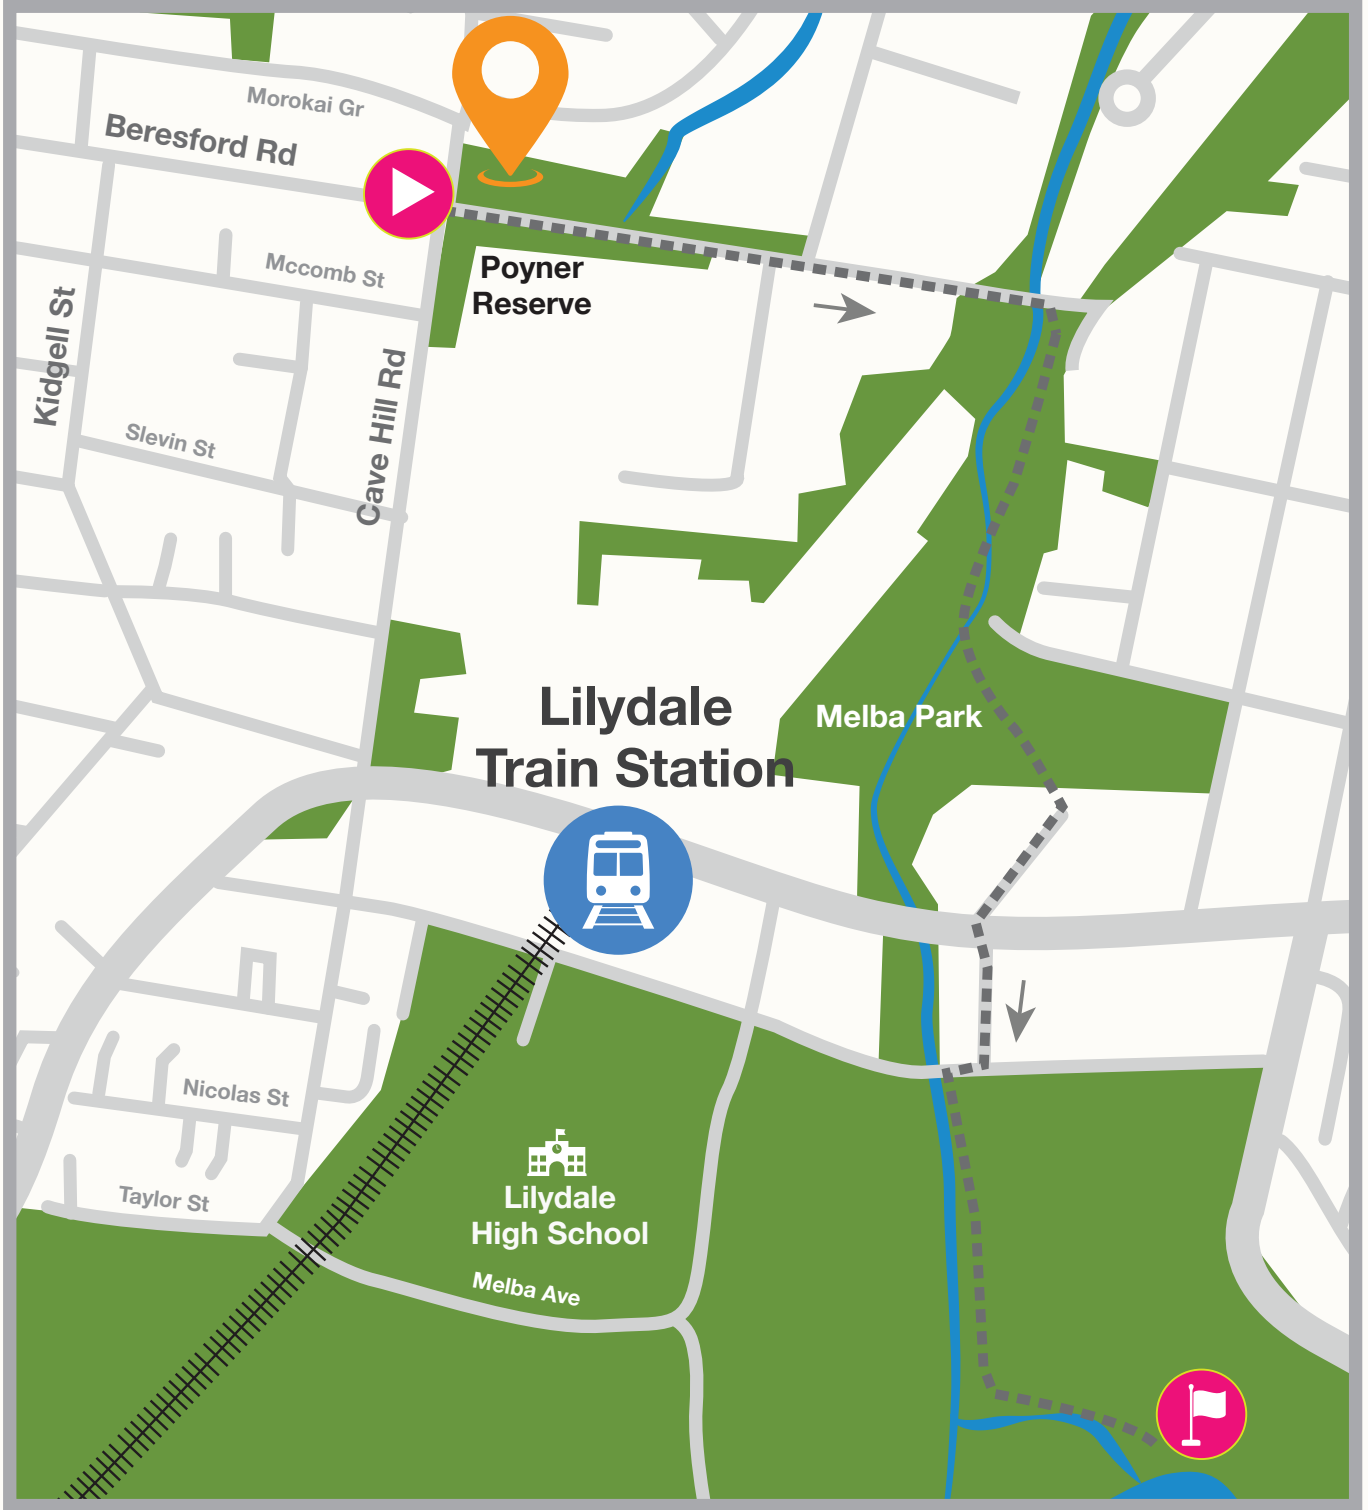 Morokai Gr
Beresford Rd
Mccomb St
Poyner
Reserve
Kidgell St
Cave Hill Rd
Slevin St
Lilydale
Train Station
Melba Park
Nicolas St
Taylor St
Lilydale
High School
Melba Ave